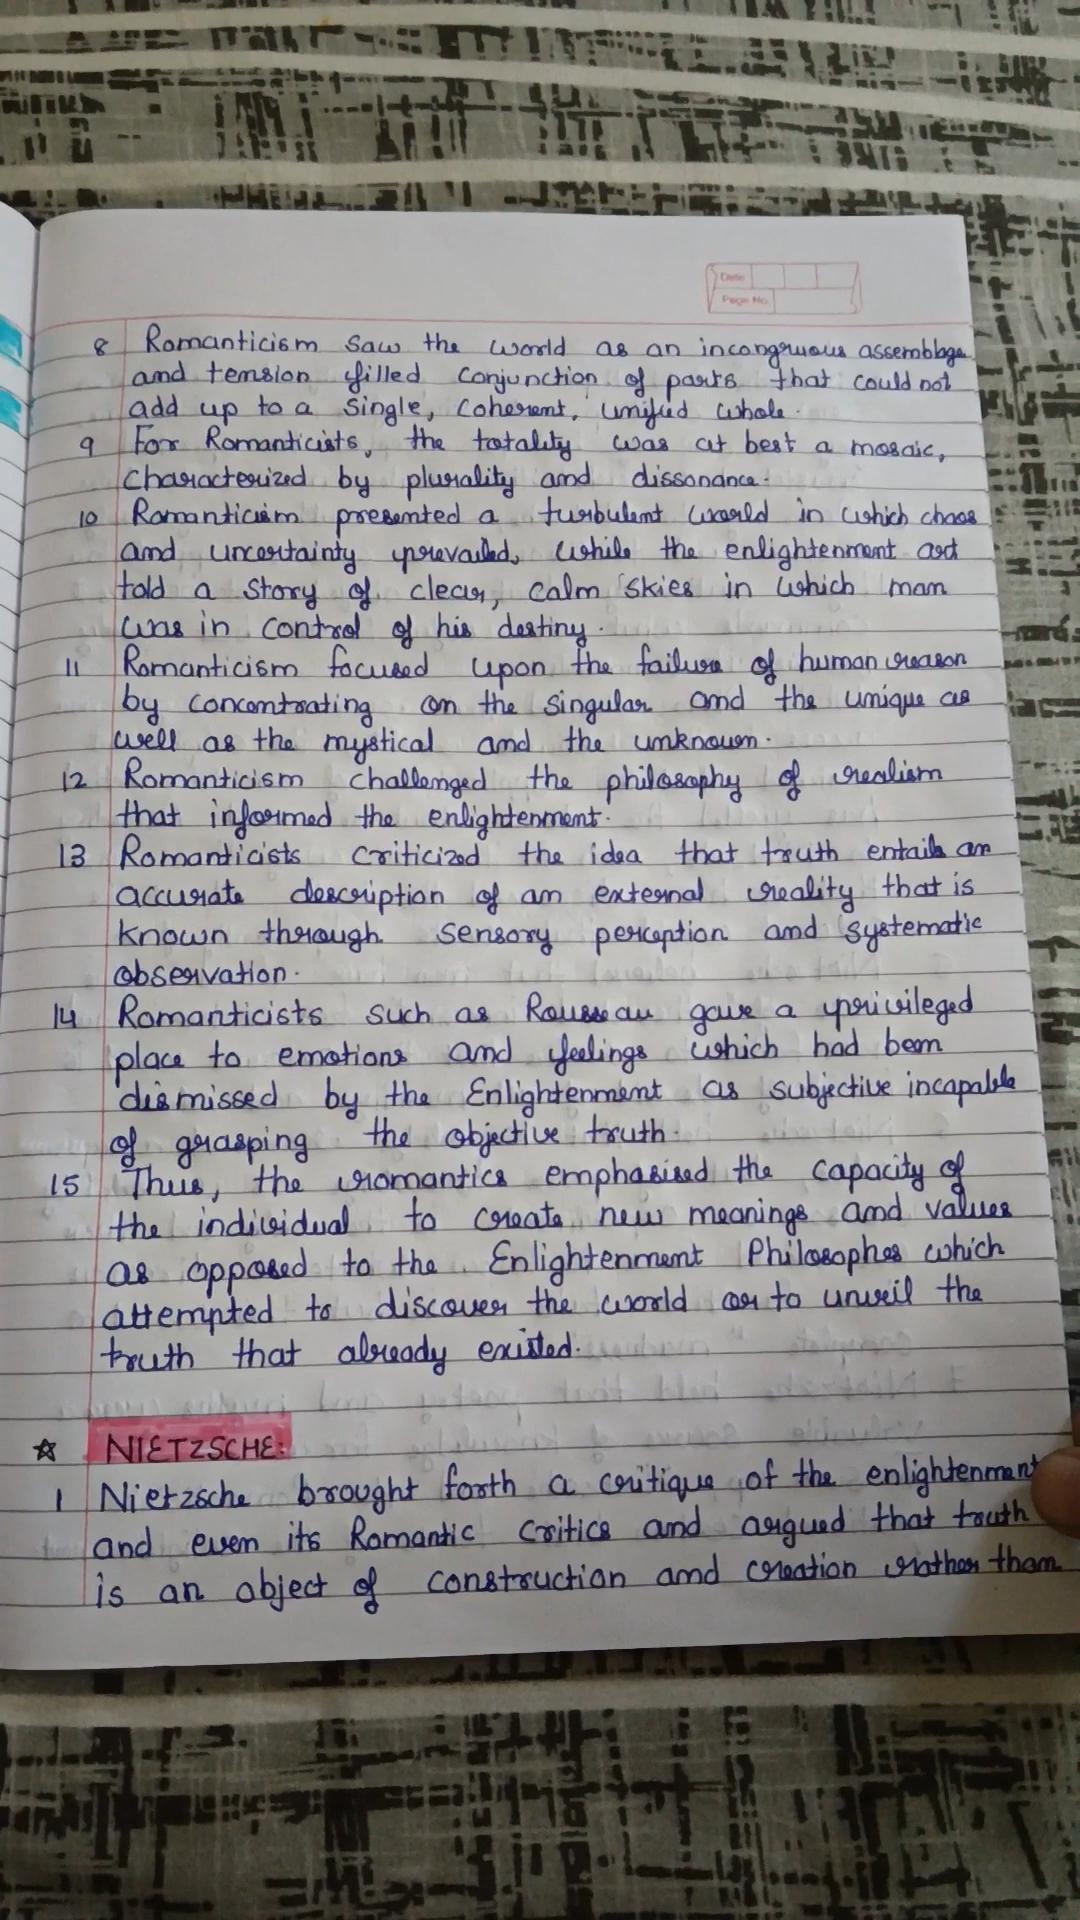 Date
Page No.
8 Romanticism saw the world as an incongruous assemblage
and tension filled conjunction of parts that could not
add up to a single, coherent, unified whole.
9 For Romanticists, the totality was at best a mosaic,
characterized by plurality and dissonance.
10 Romanticism presented a turbulent world in which chaos
and uncertainty prevailed, while the enlightenment art
told a story of clear, calm skies in which man
was in control of his destiny.
11 Romanticism focused upon the failure of human reason
by concentrating on the singular and the unique as
well as the mystical and the unknown.
12 Romanticism challenged the philosophy of realism
that informed the enlightenment.
13 Romanticists criticized the idea that truth entails an
accurate description of an external reality that is
known through sensory perception and systematic
observation.
14 Romanticists such as Rousseau gave a privileged
place to emotions and feelings which had been
dismissed by the Enlightenment as subjective incapable
of grasping the objective truth.
15 Thus, the romantics emphasised the capacity of
the individual to create new meanings and values
as opposed to the Enlightenment Philosophes which
attempted to discover the world or to unveil the
truth that already existed.
☆ NIETZSCHE:
1 Nietzsche brought forth a critique of the enlightenment
and even its Romantic critics and argued that truth
is an object of construction and creation rather than